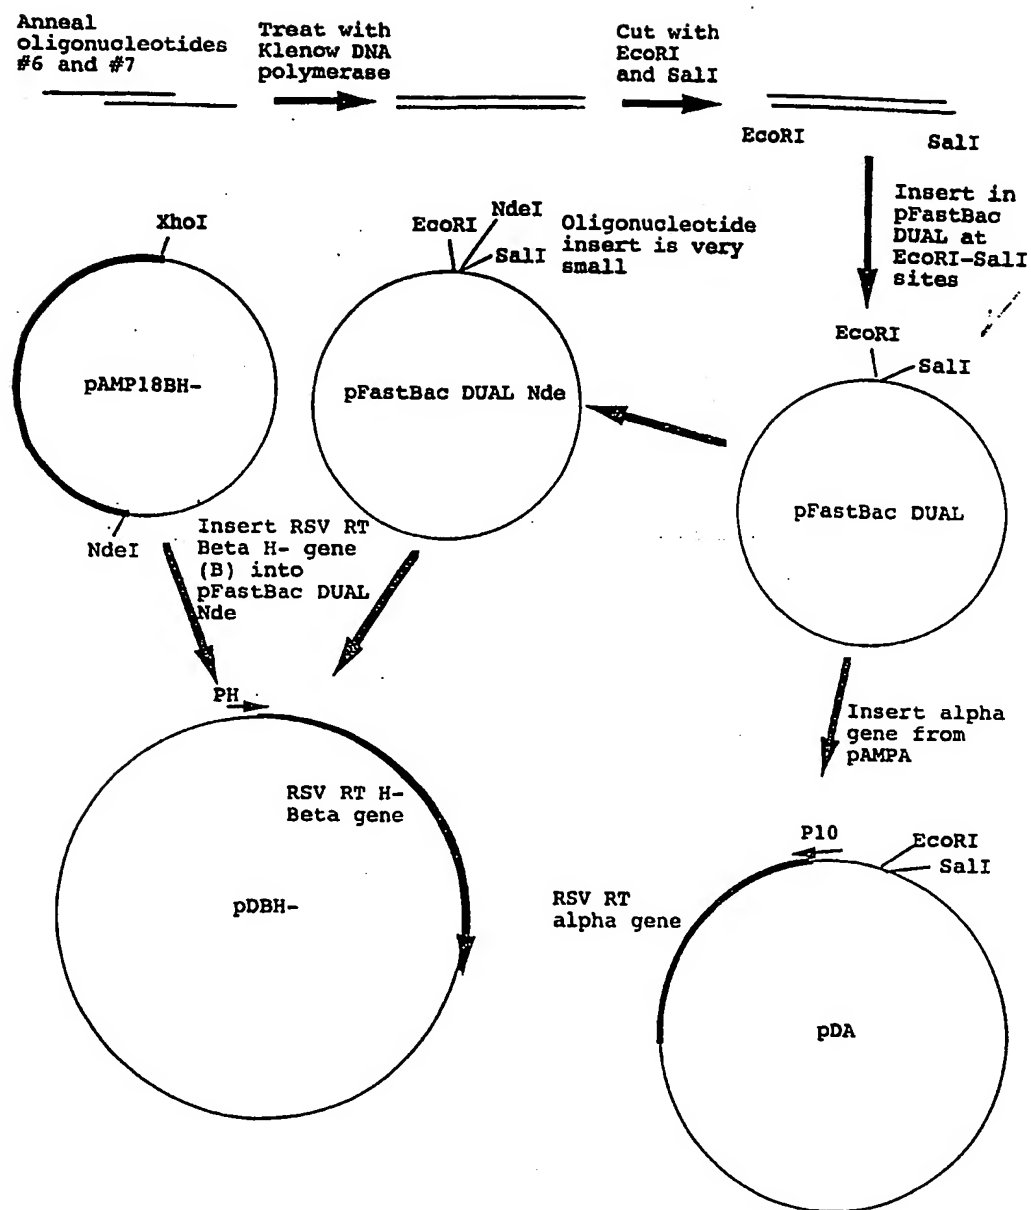 Anneal
oligonucleotides
#6 and #7
Treat with
Klenow DNA
polymerase
Cut with
EcoRI
and SalI
EcoRI
SalI
Insert in
pFastBac
DUAL at
EcoRI-SalI
sites
XhoI
pAMP18BH-
NdeI
EcoRI
NdeI
SalI
Oligonucleotide
insert is very
small
pFastBac DUAL Nde
EcoRI
SalI
pFastBac DUAL
Insert RSV RT
Beta H- gene
(B) into
pFastBac DUAL
Nde
PH
RSV RT H-
Beta gene
pDBH-
Insert alpha
gene from
pAMPA
P10
EcoRI
SalI
RSV RT
alpha gene
pDA